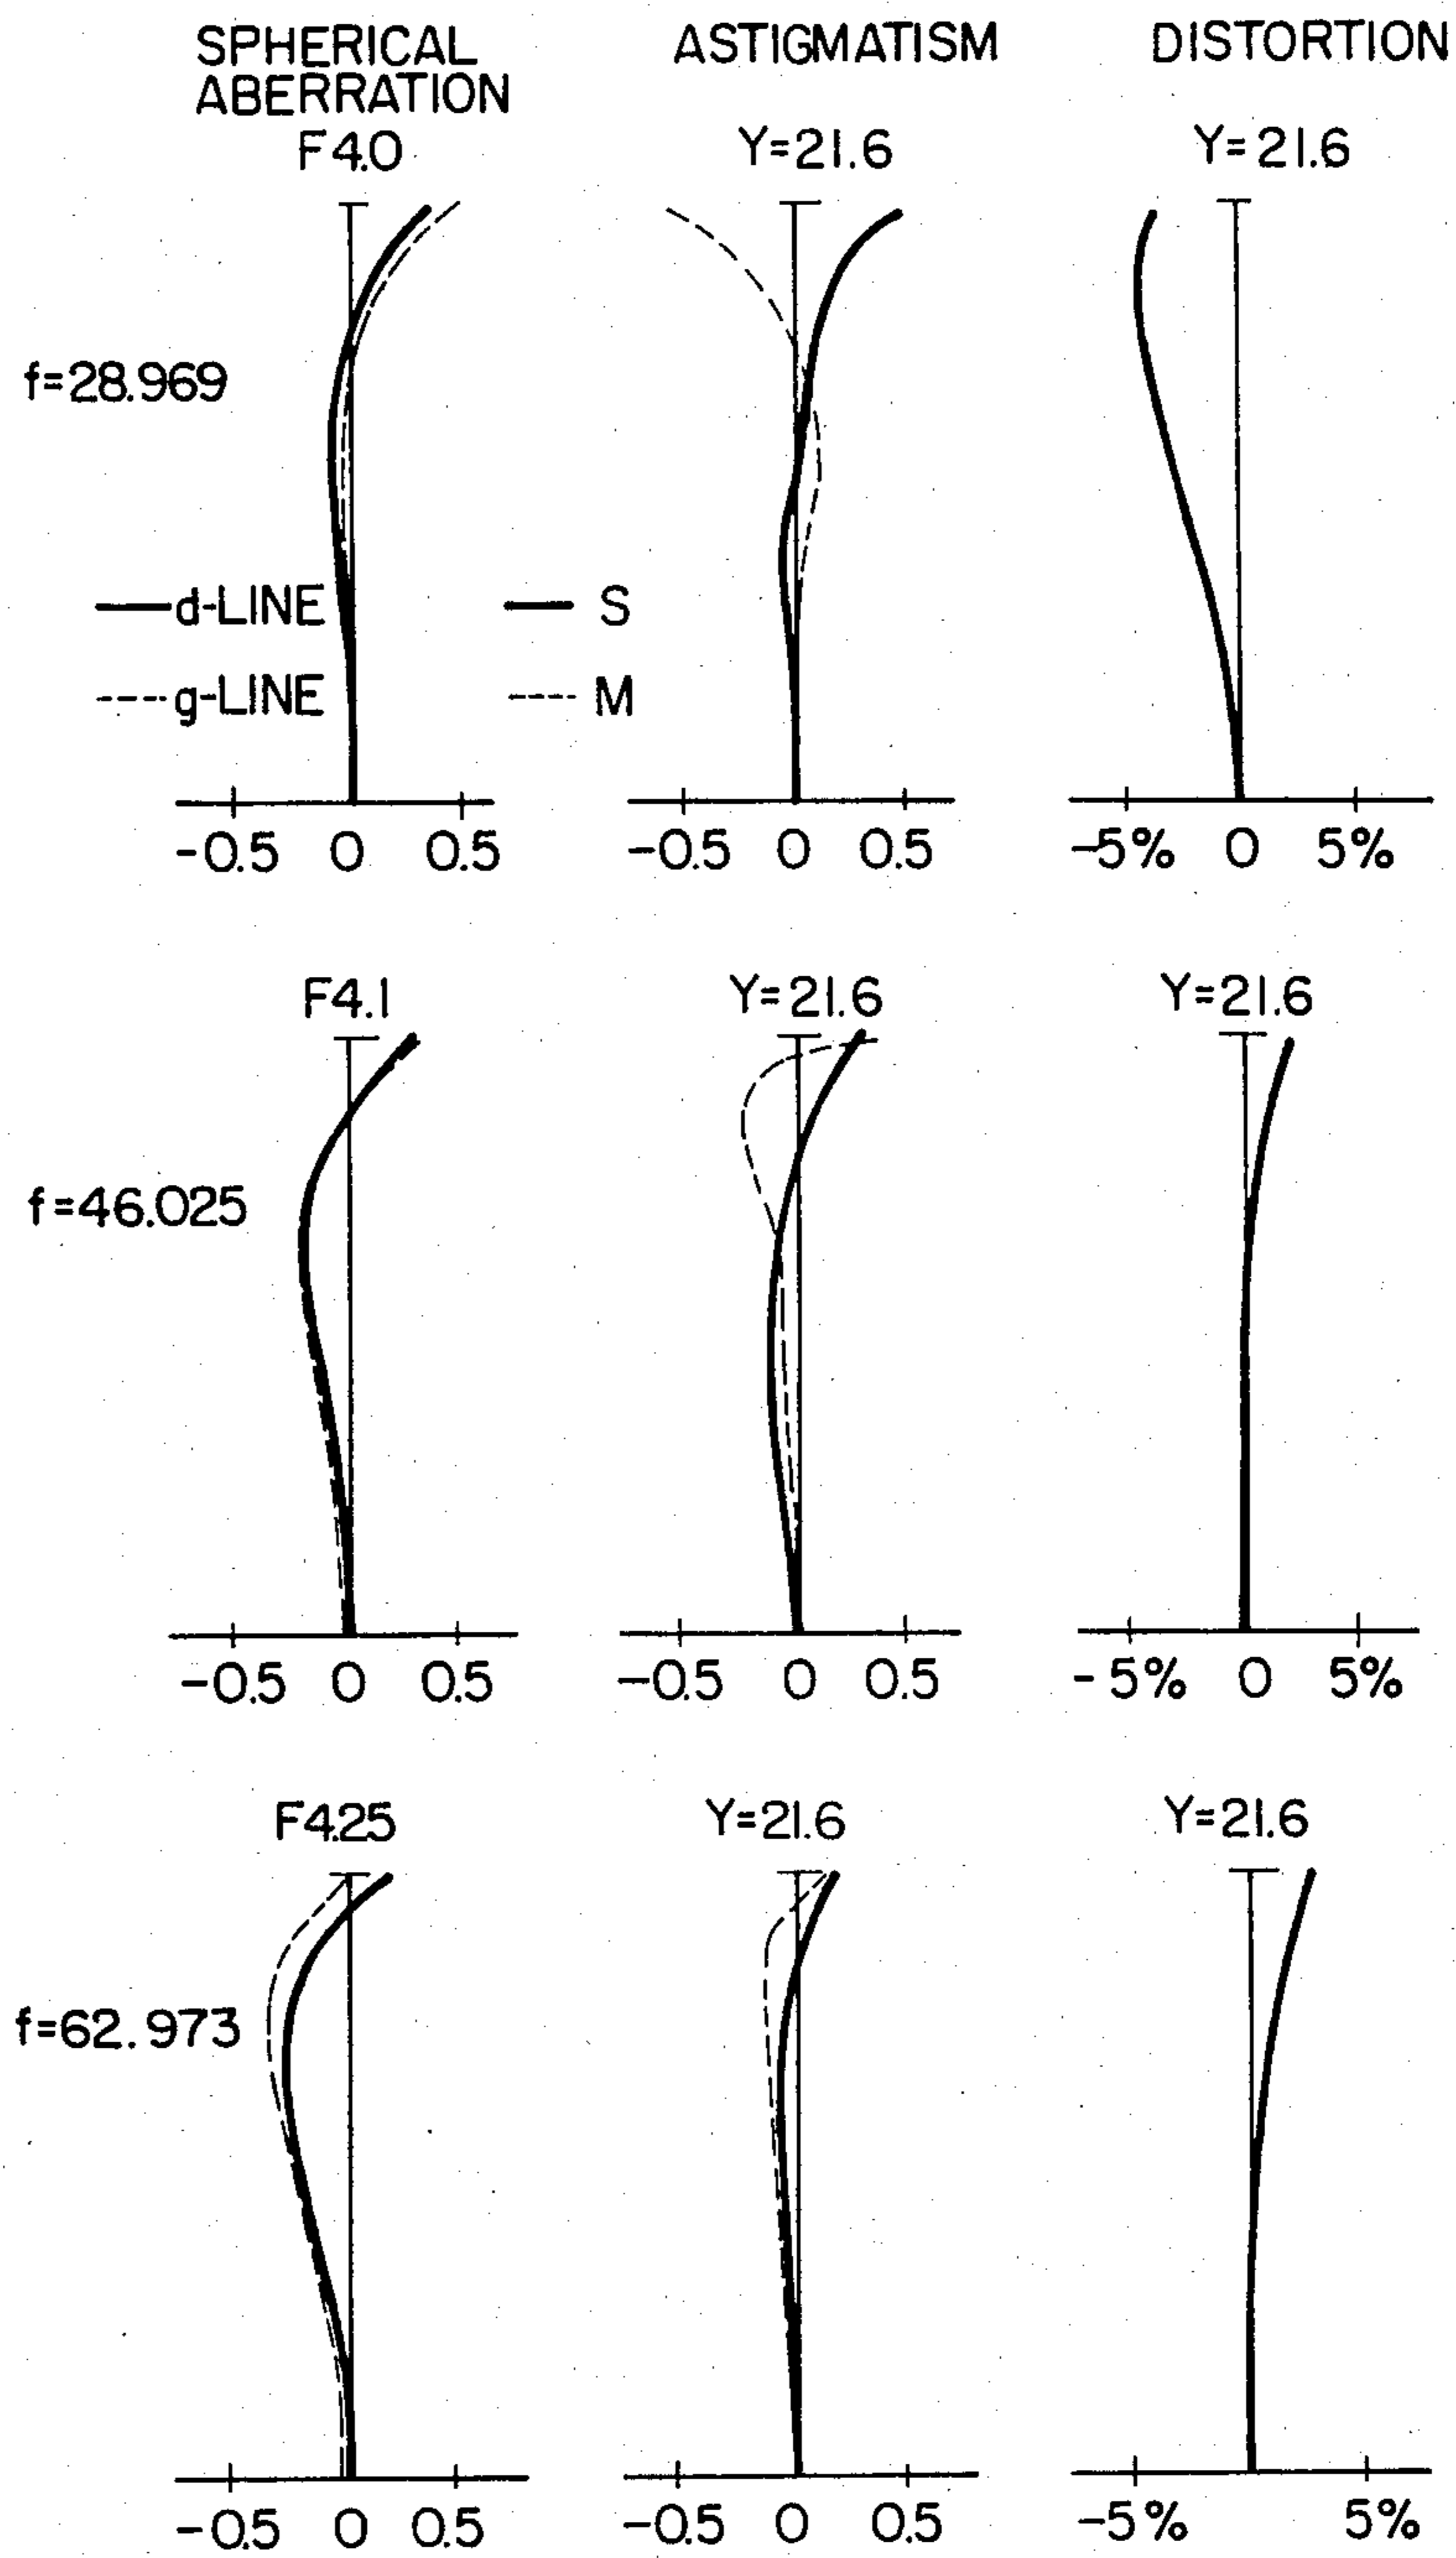 SPHERICAL ABERRATION
ASTIGMATISM
DISTORTION
F4.0
Y=21.6
Y=21.6
f=28.969
d-LINE
S
g-LINE
M
-0.5 0 0.5
-0.5 0 0.5
-5% 0 5%
F4.1
Y=21.6
Y=21.6
f=46.025
-0.5 0 0.5
-0.5 0 0.5
-5% 0 5%
F4.25
Y=21.6
Y=21.6
f=62.973
-0.5 0 0.5
-0.5 0 0.5
-5% 5%